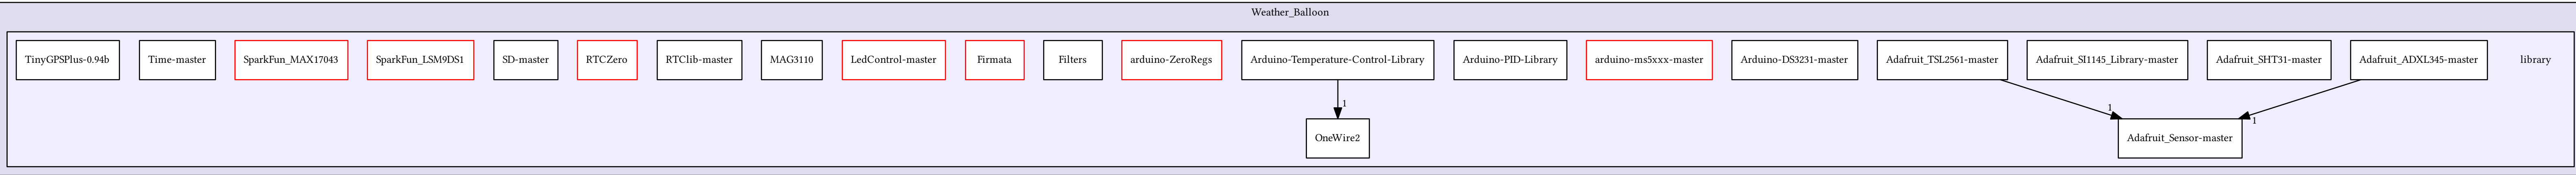 Weather_Balloon
TinyGPSPlus-0.94b
Time-master
SparkFun_MAX17043
SparkFun_LSM9DS1
SD-master
RTCZero
RTClib-master
MAG3110
LedControl-master
Firmata
Filters
arduino-ZeroRegs
Arduino-Temperature-Control-Library
Arduino-PID-Library
arduino-ms5xxx-master
Arduino-DS3231-master
Adafruit_TSL2561-master
Adafruit_SI1145_Library-master
Adafruit_SHT31-master
Adafruit_ADXL345-master
library
1
1
1
OneWire2
Adafruit_Sensor-master